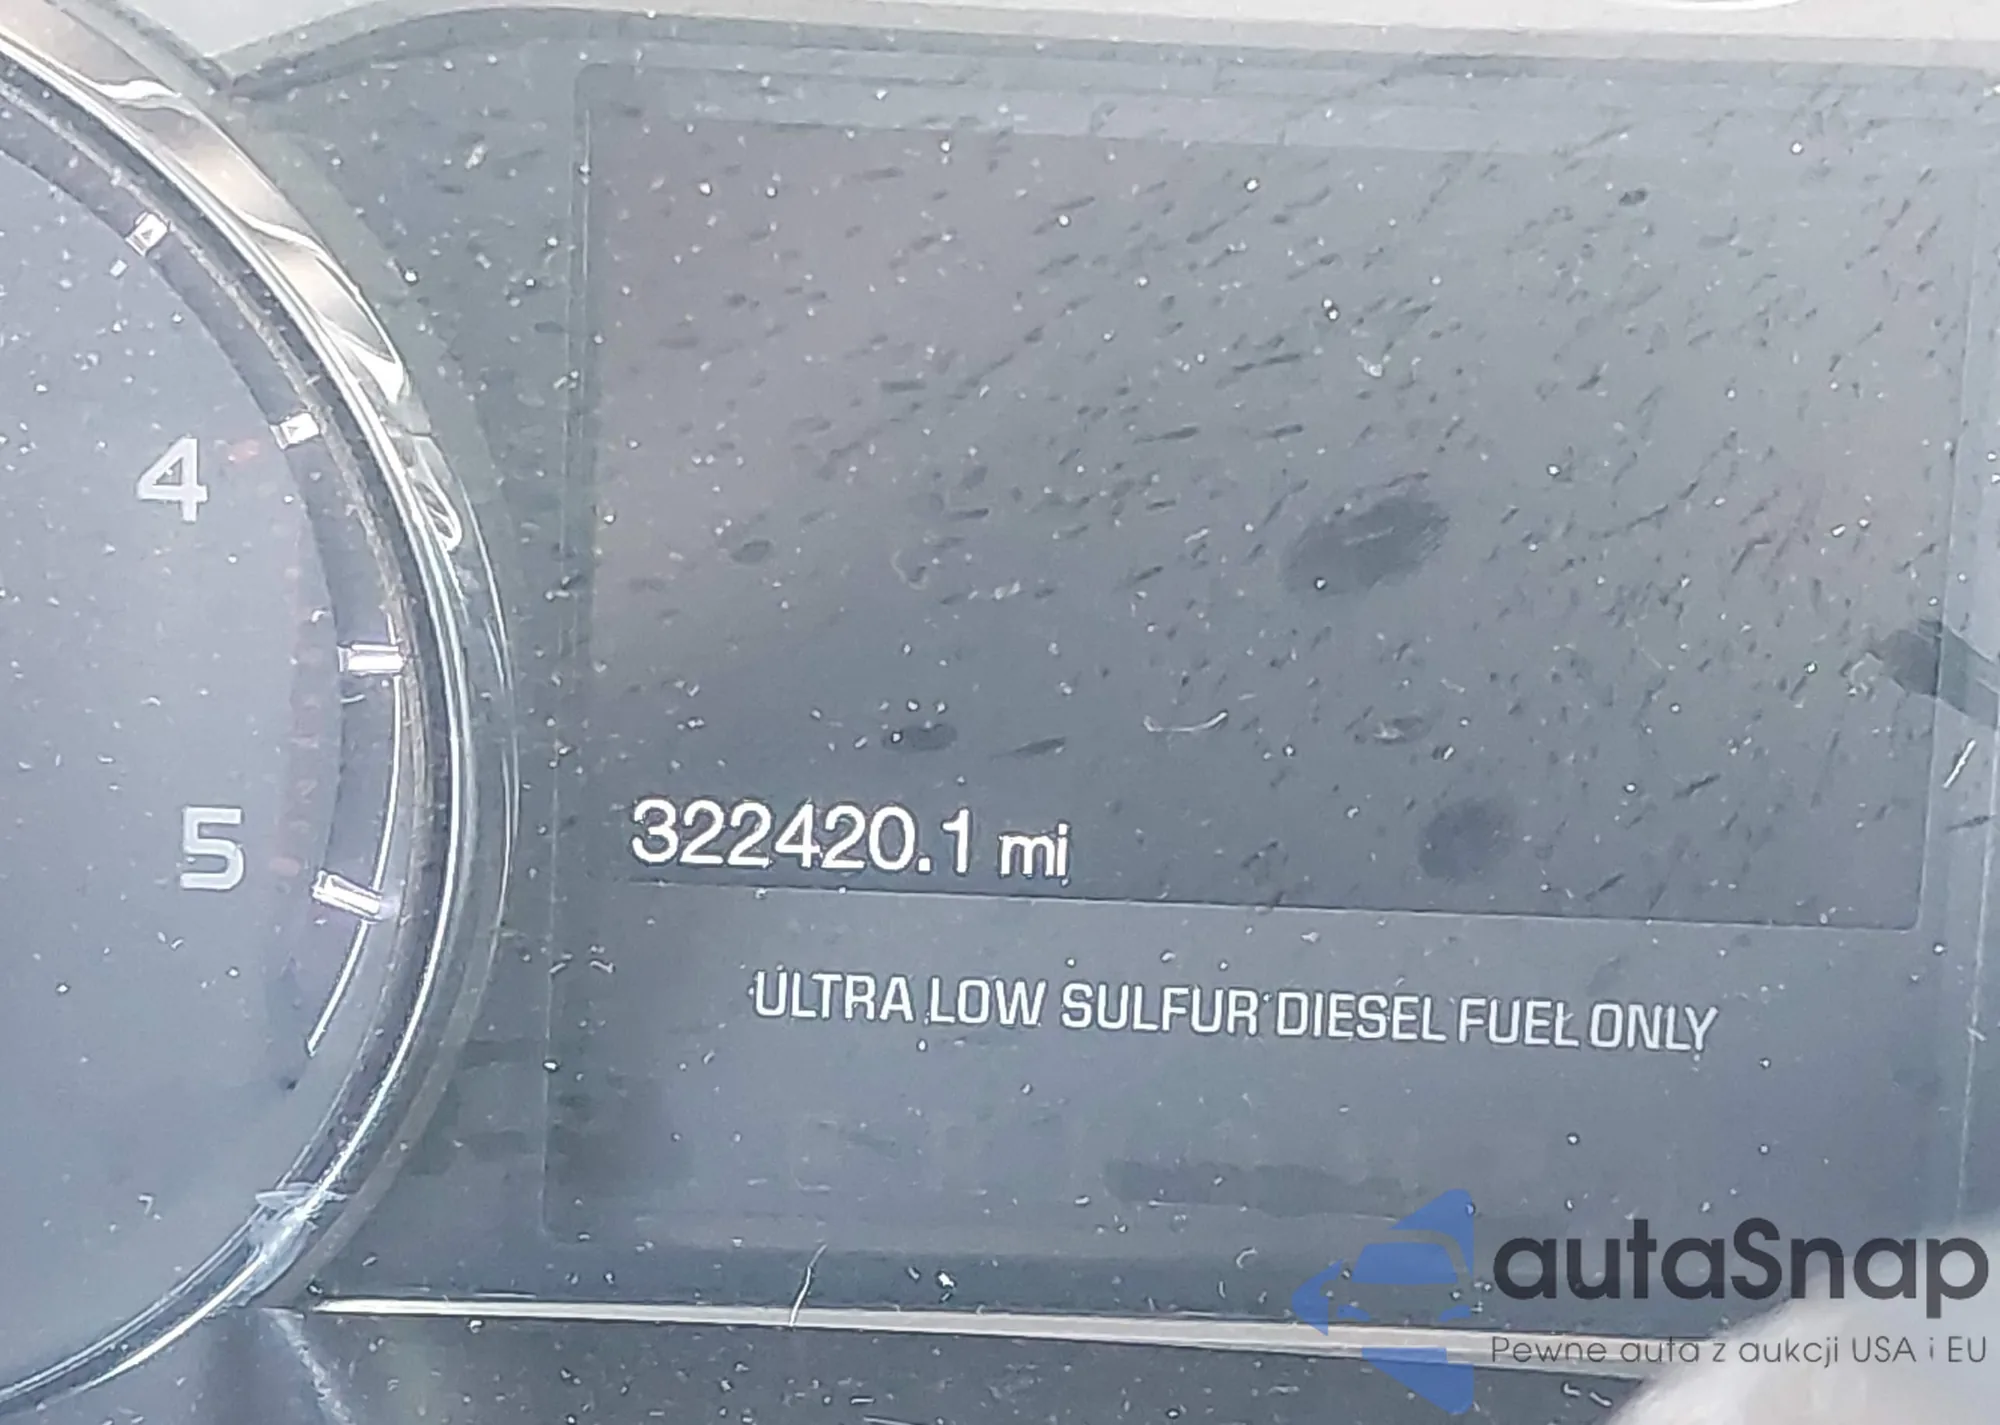 4
5
322420.1 mi
ULTRA LOW SULFUR DIESEL FUEL ONLY
autaSnap
Pewne auta z aukcji USA i EU